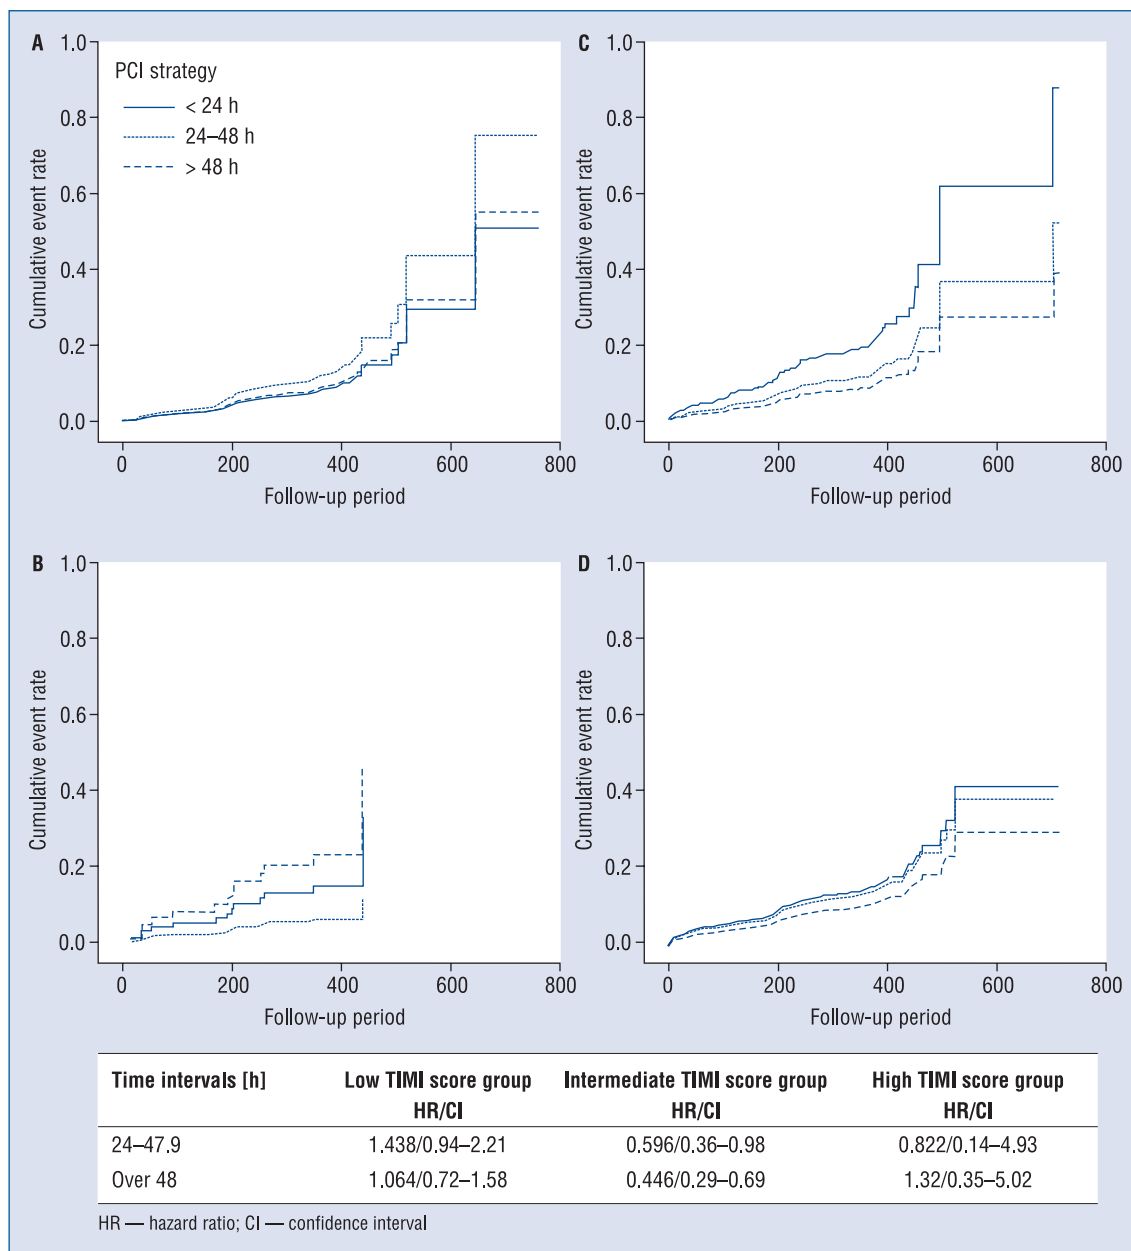 A
1.0
0.8
0.6
0.4
0.2
0.0
Cumulative event rate
PCI strategy
< 24 h
24–48 h
> 48 h
0 200 400 600 800
Follow-up period
C
1.0
0.8
0.6
0.4
0.2
0.0
Cumulative event rate
0 200 400 600 800
Follow-up period
B
1.0
0.8
0.6
0.4
0.2
0.0
Cumulative event rate
0 200 400 600 800
Follow-up period
D
1.0
0.8
0.6
0.4
0.2
0.0
Cumulative event rate
0 200 400 600 800
Follow-up period
Time intervals [h] Low TIMI score group Intermediate TIMI score group High TIMI score group
HR/CI HR/CI HR/CI
24–47.9 1.438/0.94–2.21 0.596/0.36–0.98 0.822/0.14–4.93
Over 48 1.064/0.72–1.58 0.446/0.29–0.69 1.32/0.35–5.02
HR — hazard ratio; CI — confidence interval